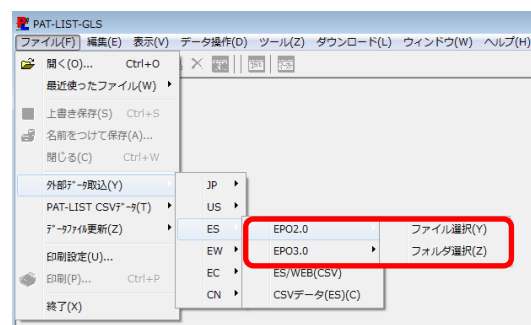 PAT-LIST-GLS
ファイル(F) 編集(E) 表示(V) データ操作(D) ツール(Z) ダウンロード(L) ウィンドウ(W) ヘルプ(H)
開く(O)... Ctrl+O
最近使ったファイル(W)
上書き保存(S) Ctrl+S
名前をつけて保存(A)...
閉じる(C) Ctrl+W
外部ﾃﾞｰﾀ取込(Y) JP
PAT-LIST CSVﾃﾞｰﾀ(T) US
ﾃﾞｰﾀﾌｧｲﾙ更新(Z) ES EPO2.0 ファイル選択(Y)
印刷設定(U)... EW EPO3.0 フォルダ選択(Z)
印刷(P)... Ctrl+P EC ES/WEB(CSV)
終了(X) CN CSVデータ(ES)(C)